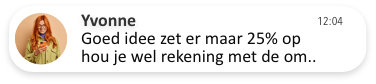 Yvonne 12:04
Goed idee zet er maar 25% op
hou je wel rekening met de om..